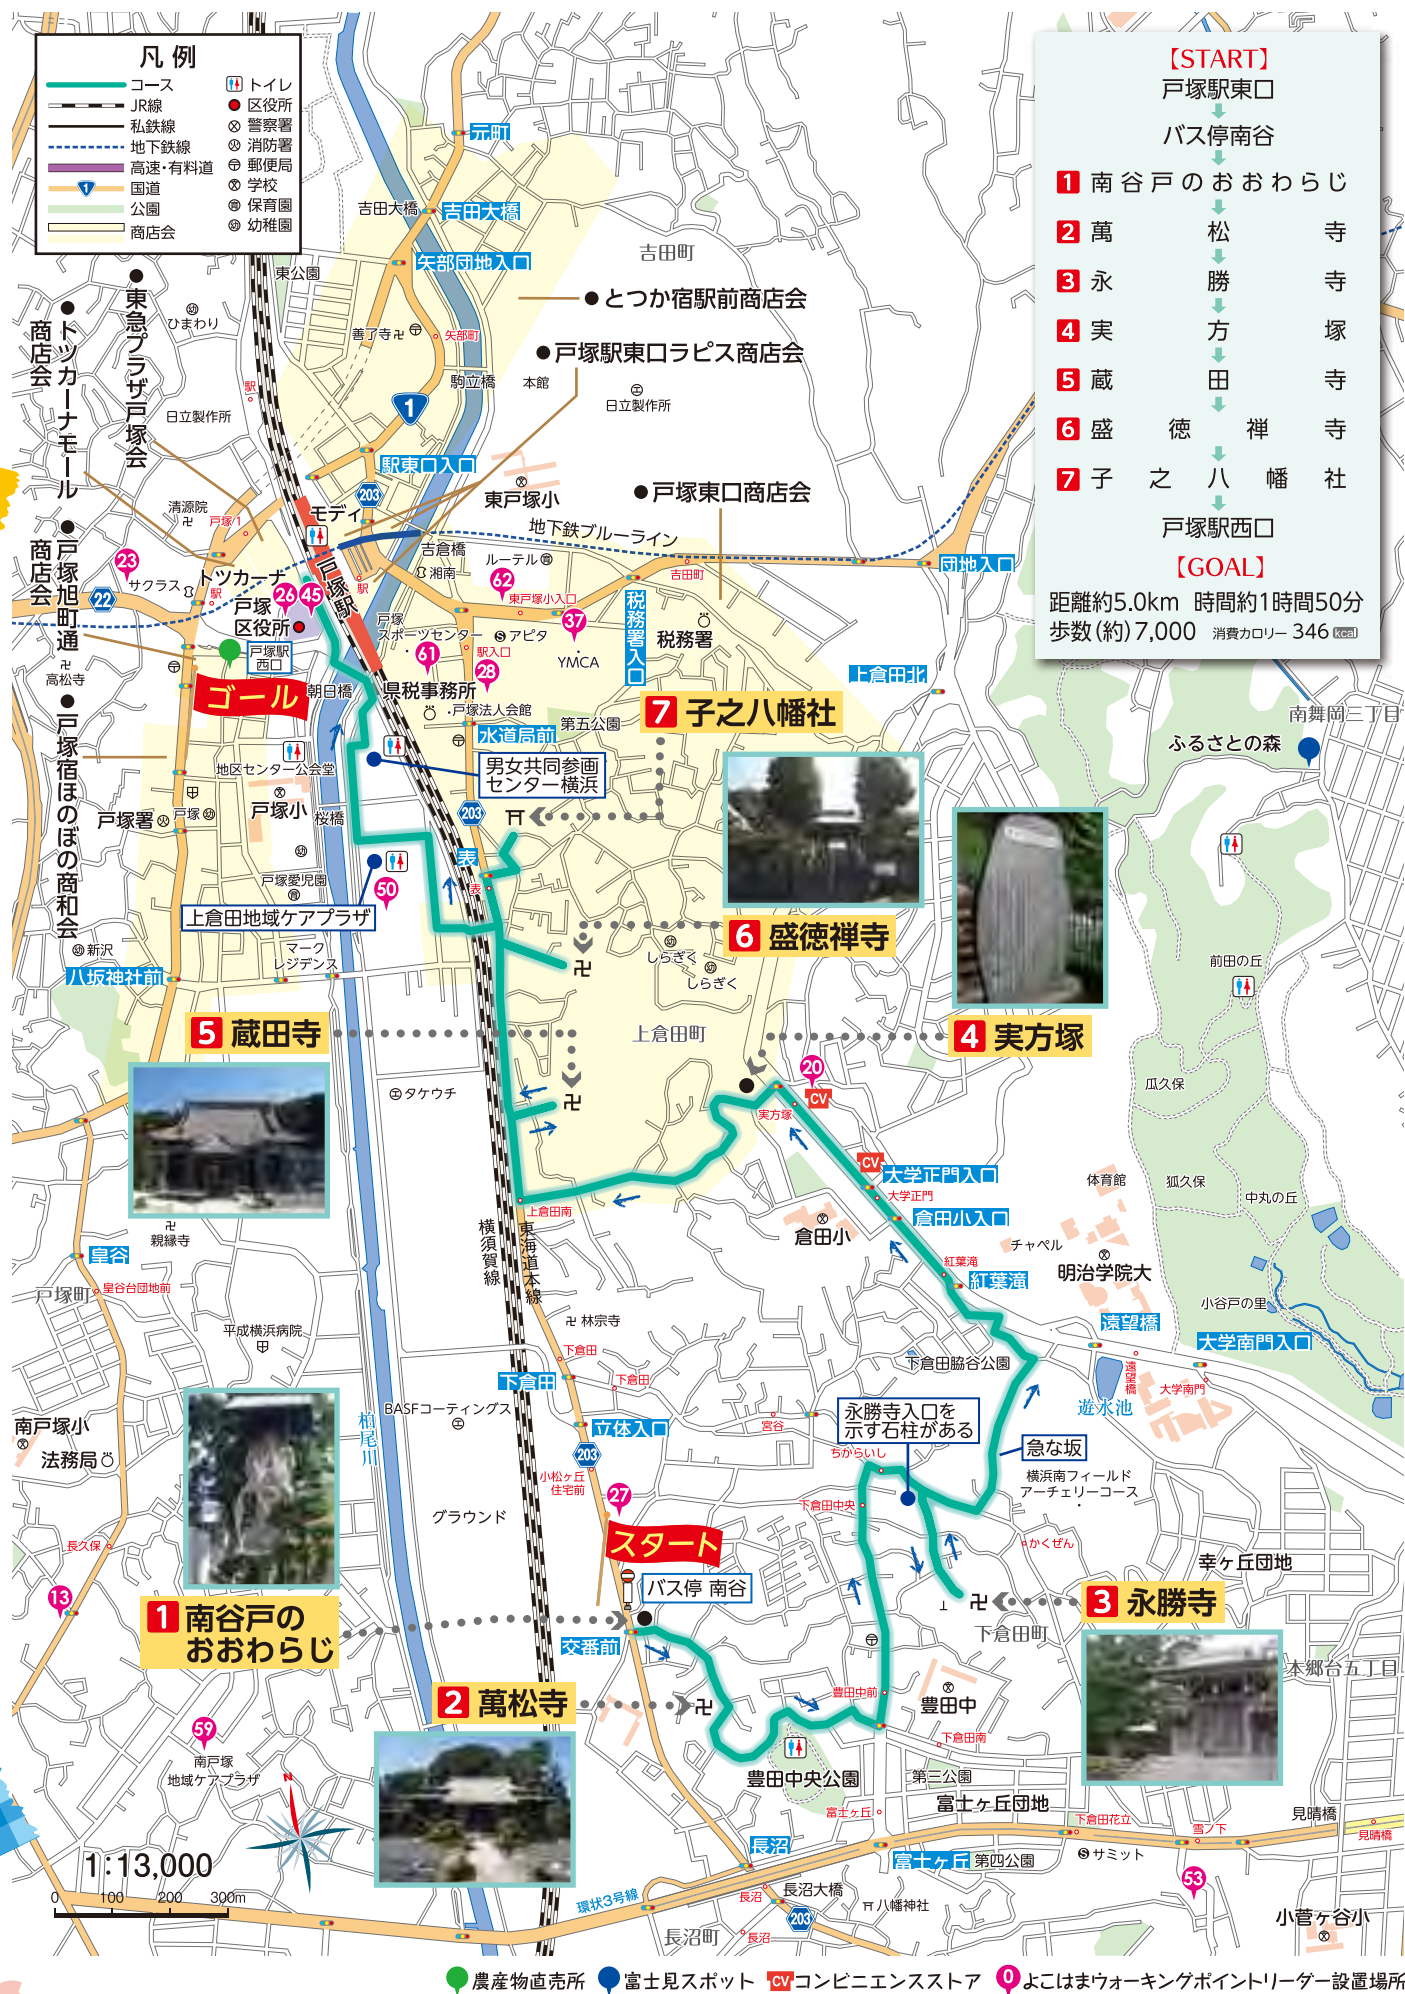 凡例
コース
JR線
私鉄線
地下鉄線
高速・有料道
国道
公園
商店会
トイレ
区役所
警察署
消防署
郵便局
学校
保育園
幼稚園
【START】
戸塚駅東口
バス停南谷
1 南谷戸のおおわらじ
2 萬松寺
3 永勝寺
4 実方塚
5 蔵田寺
6 盛徳禅寺
7 子之八幡社
戸塚駅西口
【GOAL】
距離約5.0km 時間約1時間50分
歩数(約)7,000 消費カロリー 346 kcal
元町
吉田大橋
吉田大橋
矢部団地入口
吉田町
東公園
●とつか宿駅前商店会
●戸塚駅東口ラピス商店会
●東急プラザ戸塚会
●トツカーナモール
商店会
ひまわり
善了寺
矢部町
駒立橋
本館
日立製作所
日立製作所
駅
1
駅東口入口
203
東戸塚小
●戸塚東口商店会
清源院
戸塚1
モディ
地下鉄ブルーライン
吉倉橋
湘南
ルーテル
62
東戸塚小入口
吉田町
団地入口
●戸塚旭町通
商店会
23
サクラス
トツカーナ
22
駅
26
45
戸塚
区役所
戸塚駅
駅
戸塚
スポーツセンター
アピタ
駅入口
37
YMCA
税務署入口
税務署
上倉田北
高松寺
戸塚駅
西口
ゴール
朝日橋
61
28
県税事務所
戸塚法人会館
水道局前
第五公園
7 子之八幡社
南舞岡三丁目
ふるさとの森
●戸塚宿ほのぼの商和会
地区センター公会堂
男女共同参画
センター横浜
戸塚署
戸塚
戸塚小
桜橋
203
表
表
50
戸塚愛児園
上倉田地域ケアプラザ
新沢
マーク
レジデンス
八坂神社前
6 盛徳禅寺
しらぎく
しらぎく
前田の丘
5 蔵田寺
上倉田町
4 実方塚
20
CV
タケウチ
実方塚
瓜久保
CV
大学正門入口
大学正門
倉田小入口
倉田小
体育館
狐久保
中丸の丘
親縁寺
上倉田南
横須賀線
東海道本線
チャペル
明治学院大
紅葉滝
紅葉滝
皇谷
戸塚町
皇谷台団地前
林宗寺
遠望橋
小谷戸の里
大学南門入口
平成横浜病院
下倉田
下倉田
下倉田
下倉田脇谷公園
遠望橋
大学南門
遊水池
BASFコーティングス
柏尾川
立体入口
宮谷
永勝寺入口を
示す石柱がある
ちからいし
急な坂
南戸塚小
法務局
203
小松ヶ丘
住宅前
27
下倉田中央
横浜南フィールド
アーチェリーコース
グラウンド
スタート
かくぜん
長久保
幸ヶ丘団地
13
バス停 南谷
1 南谷戸の
おおわらじ
3 永勝寺
交番前
下倉田町
本郷台五丁目
2 萬松寺
豊田中前
豊田中
59
南戸塚
地域ケアプラザ
下倉田南
豊田中央公園
第三公園
富士ヶ丘
富士ヶ丘団地
下倉田花立
雪ノ下
見晴橋
見晴橋
N
1:13,000
0 100 200 300m
長沼
富士ヶ丘
第四公園
サミット
53
環状3号線
長沼
長沼大橋
203
八幡神社
長沼町
長沼
小菅ヶ谷小
農産物直売所
富士見スポット
CV コンビニエンスストア
0 よこはまウォーキングポイントリーダー設置場所